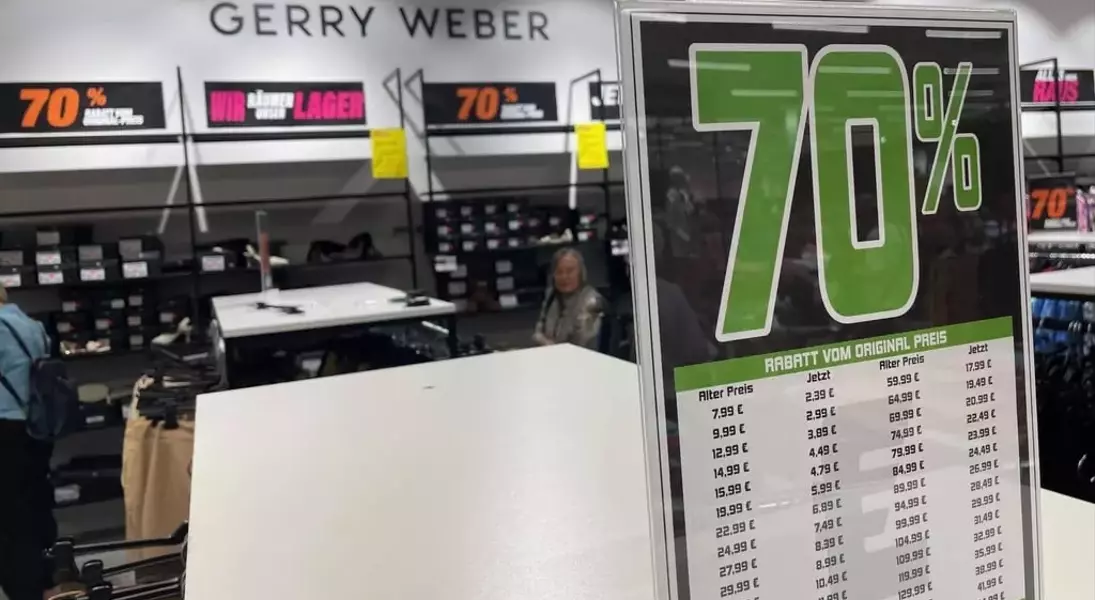 GERRY WEBER
70 %
RABATT VOM
ORIGINAL-PREIS
WIR RÄUMEN
UNSER LAGER
70 %
70%
RABATT VOM ORIGINAL PREIS
Alter Preis Jetzt Alter Preis Jetzt
7.99 € 2.39 € 59.99 € 17.99 €
9.99 € 2.99 € 64.99 € 19.49 €
12.99 € 3.89 € 69.99 € 20.99 €
14.99 € 4.49 € 74.99 € 22.49 €
15.99 € 4.79 € 79.99 € 23.99 €
19.99 € 5.99 € 84.99 € 24.49 €
22.99 € 6.89 € 89.99 € 26.99 €
24.99 € 7.49 € 94.99 € 28.49 €
27.99 € 8.39 € 99.99 € 29.99 €
29.99 € 8.99 € 104.99 € 31.49 €
10.49 € 109.99 € 32.99 €
119.99 € 35.99 €
129.99 € 38.99 €
41.99 €
HAUS
70